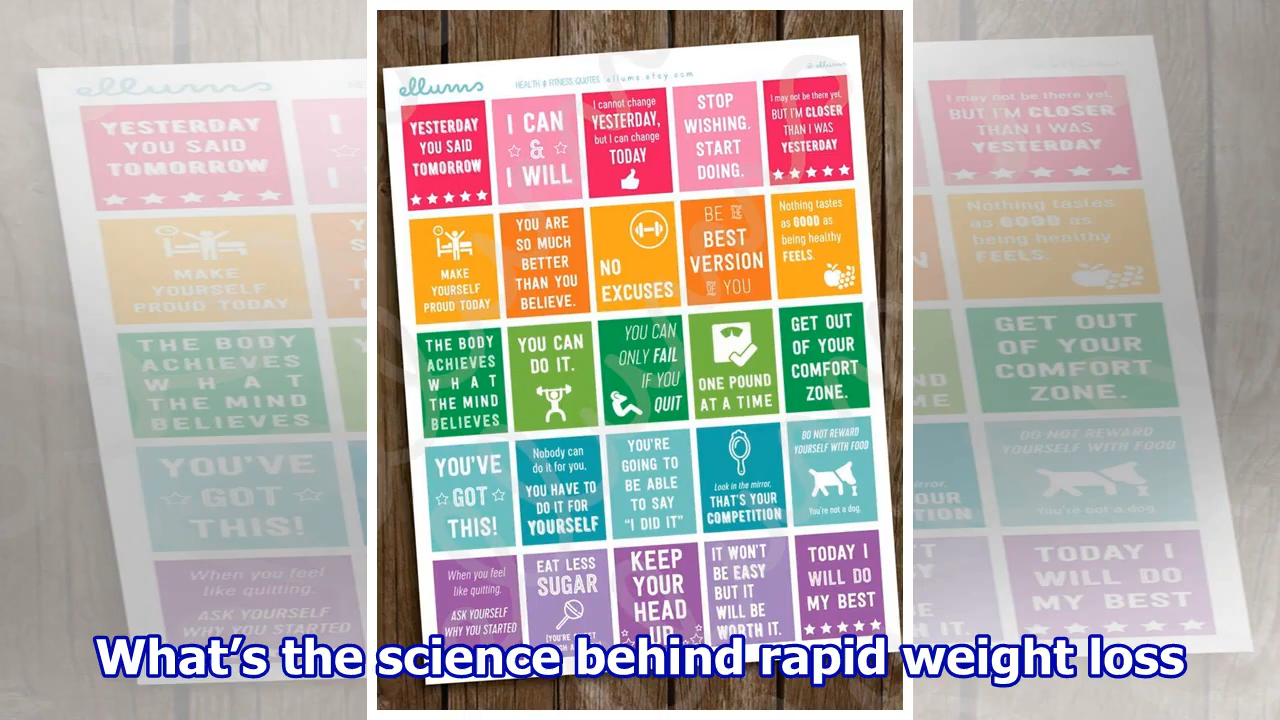 ellums
HEALTH & FITNESS QUOTES ellums.etsy.com
© ellums
YESTERDAY
YOU SAID
TOMORROW
I CAN
&
I WILL
I cannot change
YESTERDAY,
but I can change
TODAY
STOP
WISHING.
START
DOING.
I may not be there yet,
BUT I'M CLOSER
THAN I WAS
YESTERDAY
MAKE
YOURSELF
PROUD TODAY
YOU ARE
SO MUCH
BETTER
THAN YOU
BELIEVE.
NO
EXCUSES
BE THE
BEST
VERSION
OF YOU
Nothing tastes
as GOOD as
being healthy
FEELS.
THE BODY
ACHIEVES
WHAT
THE MIND
BELIEVES
YOU CAN
DO IT.
YOU CAN
ONLY FAIL
IF YOU
QUIT
ONE POUND
AT A TIME
GET OUT
OF YOUR
COMFORT
ZONE.
YOU'VE
GOT
THIS!
Nobody can
do it for you,
YOU HAVE TO
DO IT FOR
YOURSELF
YOU'RE
GOING TO
BE ABLE
TO SAY
"I DID IT"
Look in the mirror,
THAT'S YOUR
COMPETITION
DO NOT REWARD
YOURSELF WITH FOOD
You're not a dog.
When you feel
like quitting,
ASK YOURSELF
WHY YOU STARTED
EAT LESS
SUGAR
KEEP
YOUR
HEAD
UP
IT WON'T
BE EASY
BUT IT
WILL BE
WORTH IT.
TODAY I
WILL DO
MY BEST
What's the science behind rapid weight loss